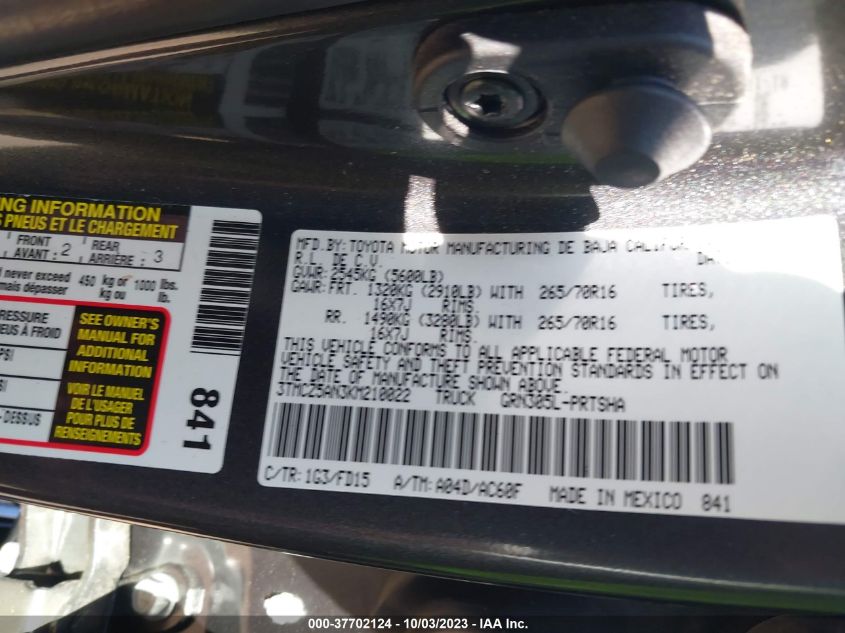 NG INFORMATION
PNEUS ET LE CHARGEMENT
FRONT
AVANT: 2 REAR
ARRIÈRE: 3
never exceed
mais dépasser 450 kg or 1000 lbs.
kg ou lb.
RESSURE
NEUS À FROID
PSI
SI
- DESSUS
SEE OWNER'S
MANUAL FOR
ADDITIONAL
INFORMATION
VOIR LE MANUEL
DE L'USAGER
POUR PLUS DE
RENSEIGNEMENTS
841
MFD. BY: TOYOTA MOTOR MANUFACTURING DE BAJA
R.L. DE C.V.
GVWR: 2545KG (5600LB)
GAWR: FRT. 1320KG (2910LB) WITH 265/70R16 TIRES,
16X7J RIMS.
RR. 1490KG (3280LB) WITH 265/70R16 TIRES,
16X7J RIMS.
THIS VEHICLE CONFORMS TO ALL APPLICABLE FEDERAL MOTOR
VEHICLE SAFETY AND THEFT PREVENTION STANDARDS IN EFFECT ON
THE DATE OF MANUFACTURE SHOWN ABOVE.
3TMCZ5AN3KM210022 TRUCK GRN305L-PRTSHA
C/TR: 1G3/FD15 A/TM: A04D/AC60F MADE IN MEXICO 841
000-37702124 - 10/03/2023 - IAA Inc.